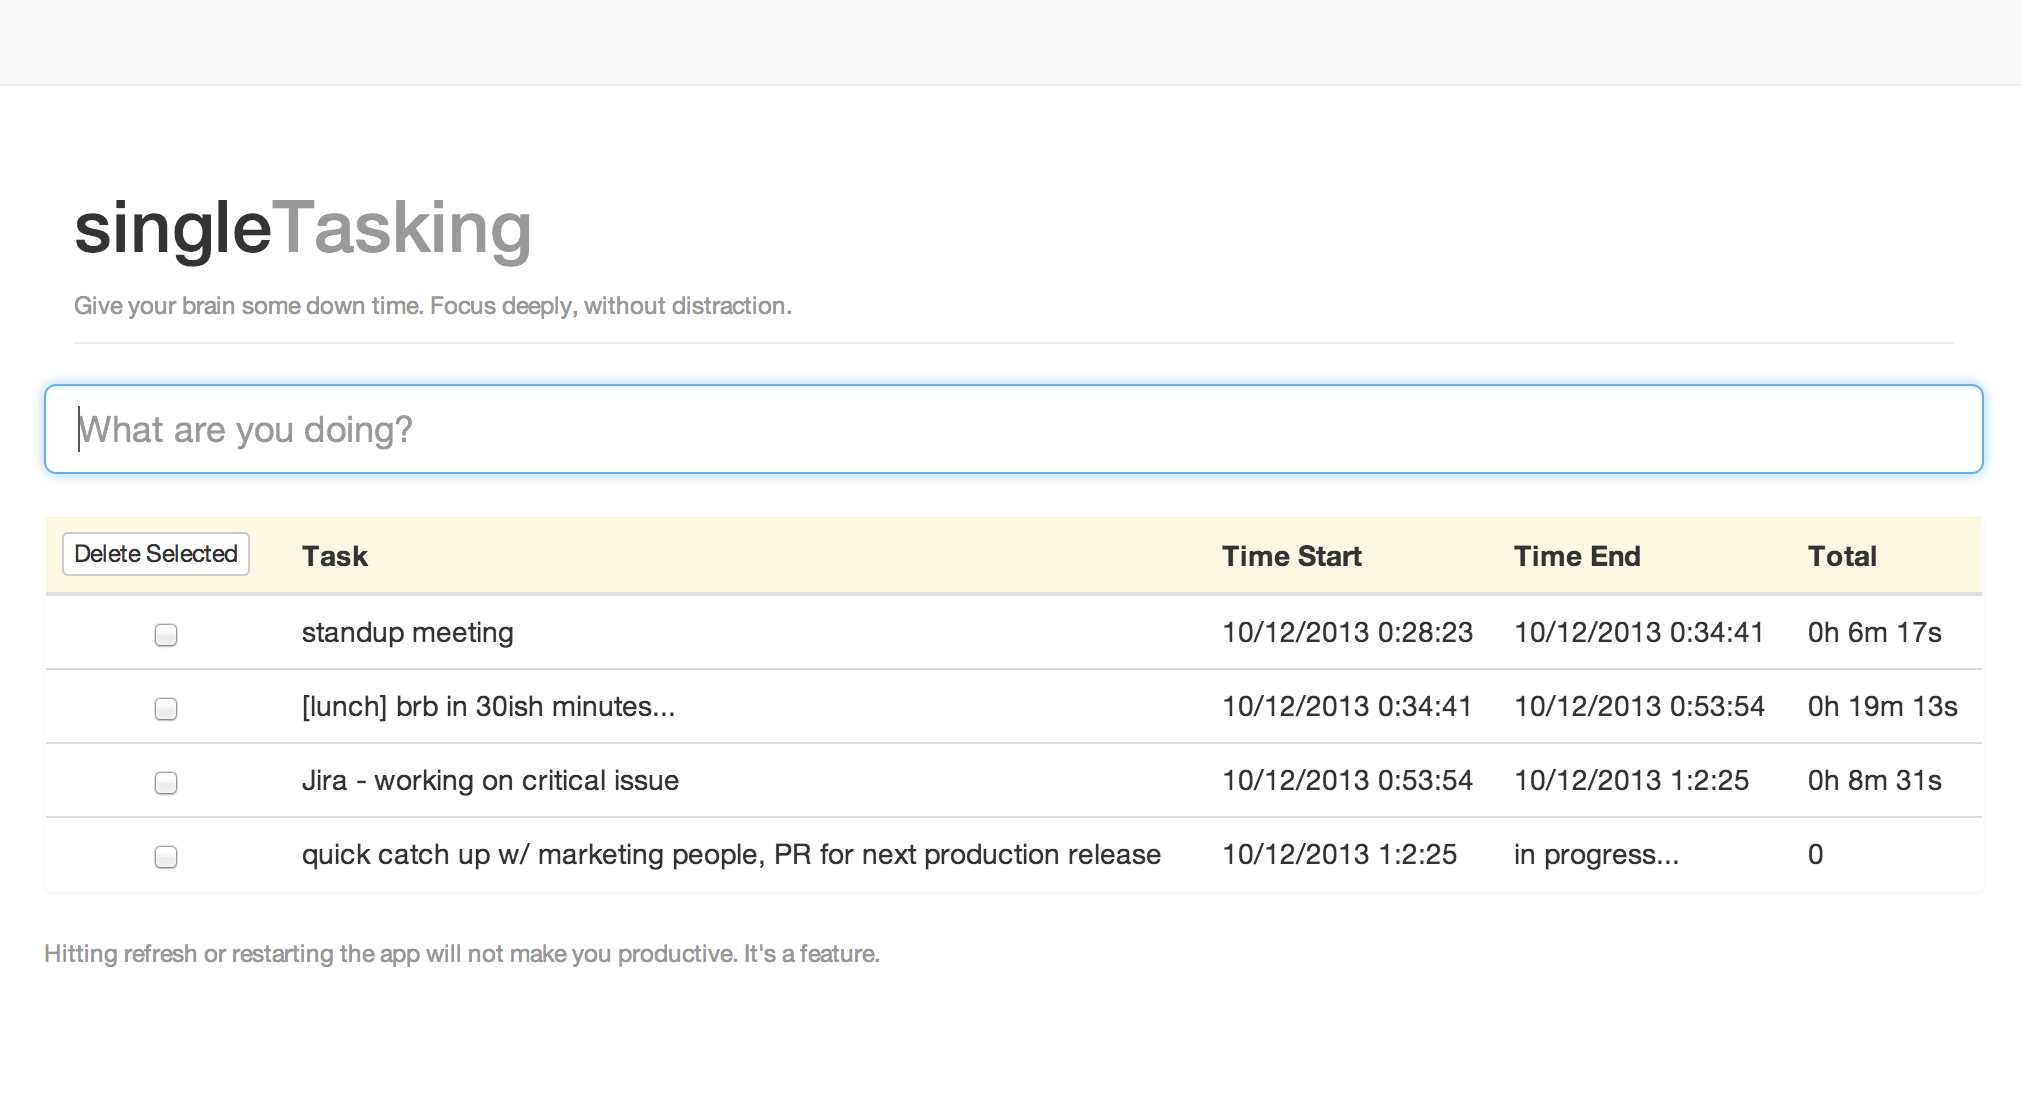 singleTasking
Give your brain some down time. Focus deeply, without distraction.
What are you doing?
Delete Selected Task Time Start Time End Total
standup meeting 10/12/2013 0:28:23 10/12/2013 0:34:41 0h 6m 17s
[lunch] brb in 30ish minutes... 10/12/2013 0:34:41 10/12/2013 0:53:54 0h 19m 13s
Jira - working on critical issue 10/12/2013 0:53:54 10/12/2013 1:2:25 0h 8m 31s
quick catch up w/ marketing people, PR for next production release 10/12/2013 1:2:25 in progress... 0
Hitting refresh or restarting the app will not make you productive. It's a feature.